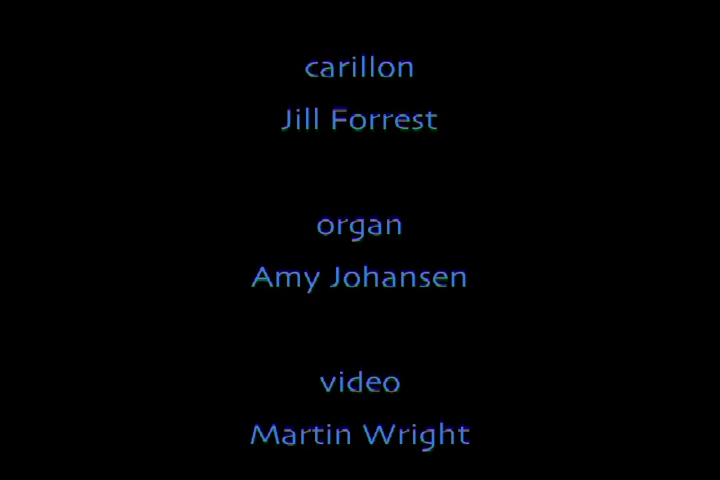 carillon
Jill Forrest
organ
Amy Johansen
video
Martin Wright